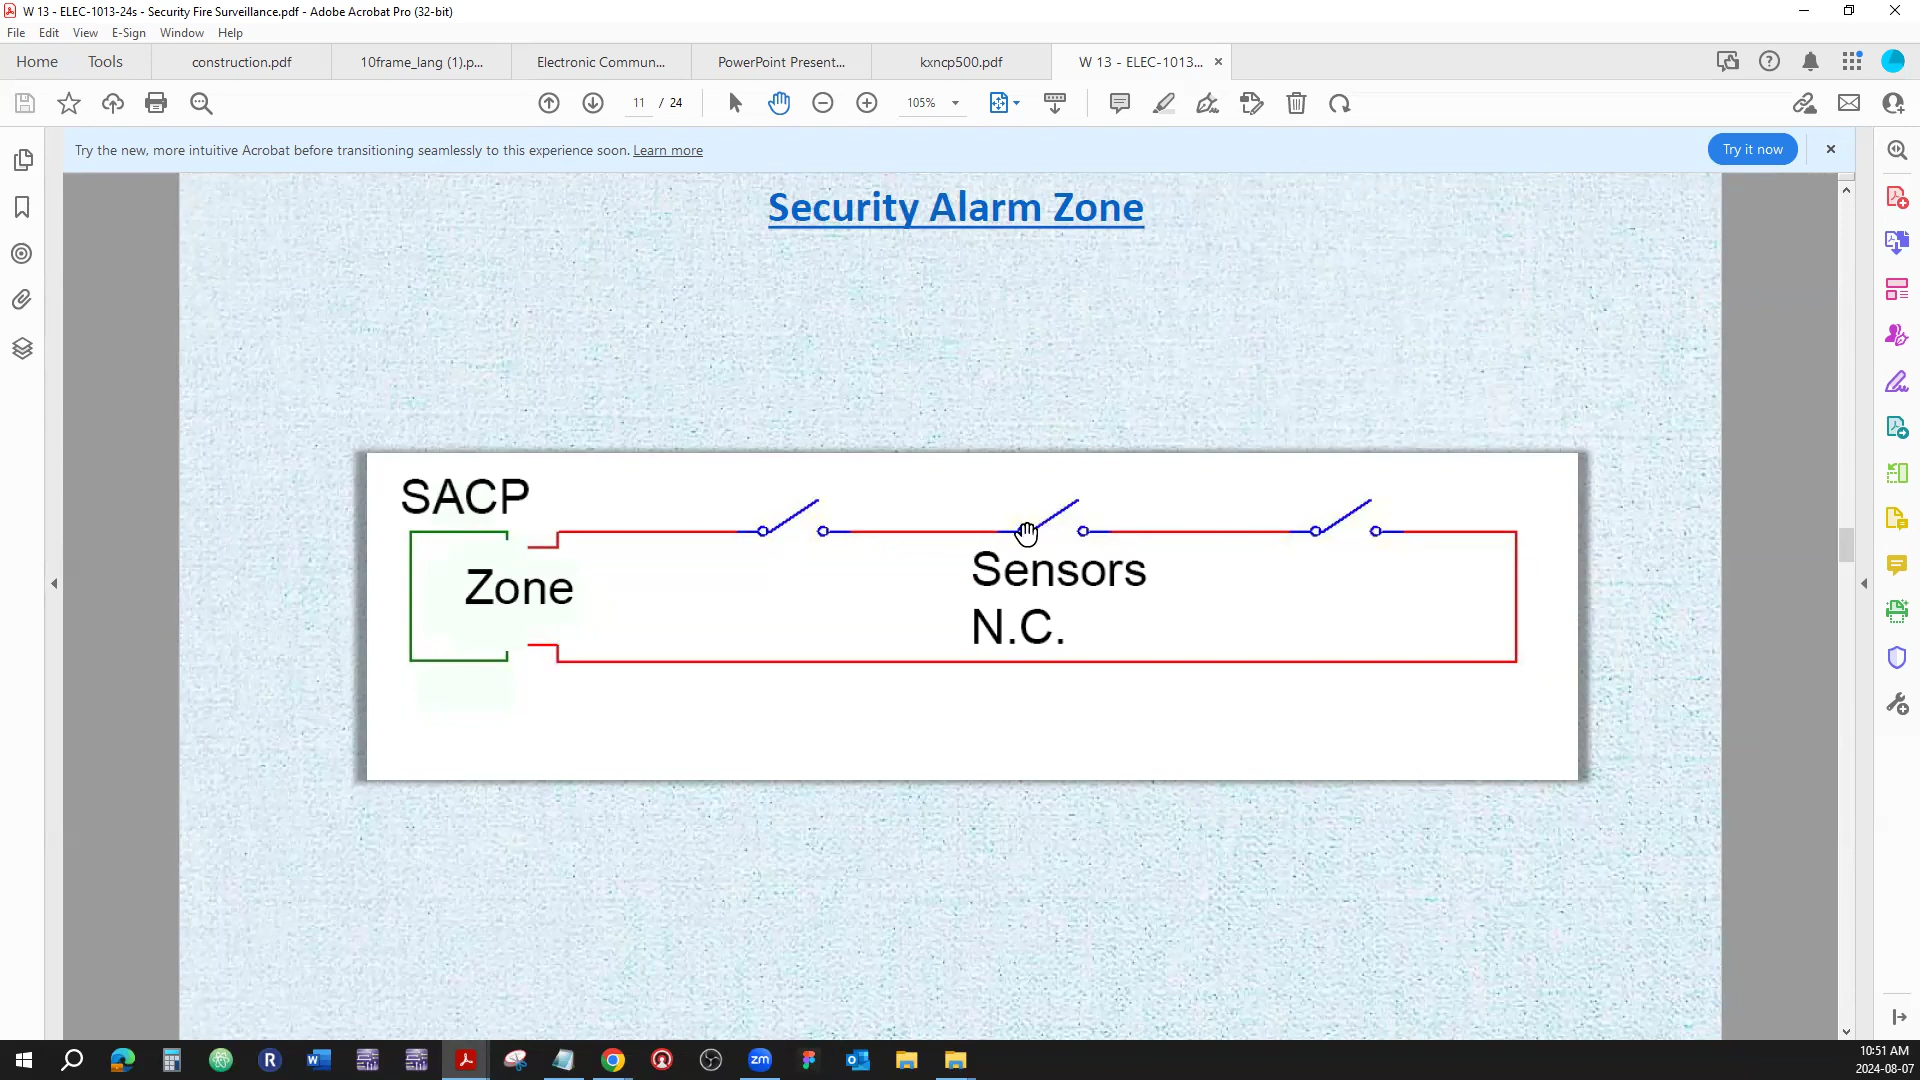 W 13 - ELEC-1013-24s - Security Fire Surveillance.pdf - Adobe Acrobat Pro (32-bit)
File Edit View E-Sign Window Help
Home Tools construction.pdf 10frame_lang (1).p... Electronic Commun... PowerPoint Present... kxncp500.pdf W 13 - ELEC-1013...
11 / 24 105%
Try the new, more intuitive Acrobat before transitioning seamlessly to this experience soon. Learn more
Try it now
Security Alarm Zone
SACP
Zone
Sensors
N.C.
10:51 AM
2024-08-07